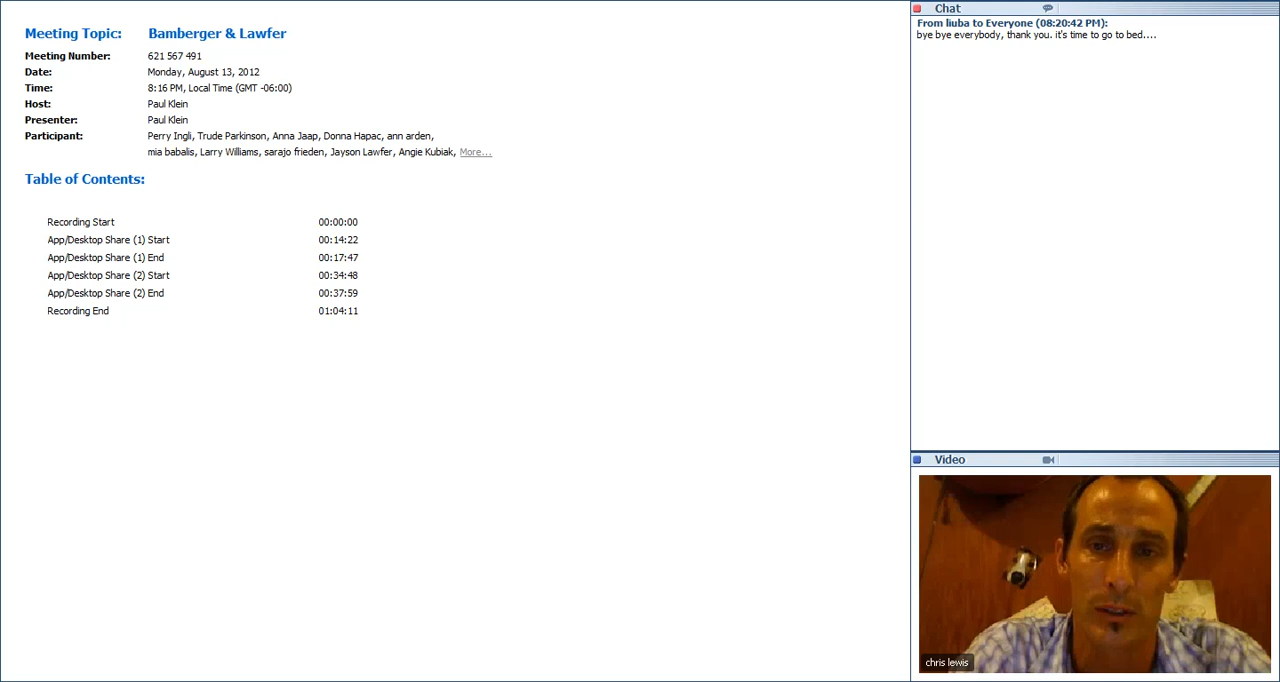 Meeting Topic: Bamberger & Lawfer
Meeting Number: 621 567 491
Date: Monday, August 13, 2012
Time: 8:16 PM, Local Time (GMT -06:00)
Host: Paul Klein
Presenter: Paul Klein
Participant: Perry Ingli, Trude Parkinson, Anna Jaap, Donna Hapac, ann arden,
mia babalis, Larry Williams, sarajo frieden, Jayson Lawfer, Angie Kubiak, More...
Table of Contents:
Recording Start 00:00:00
App/Desktop Share (1) Start 00:14:22
App/Desktop Share (1) End 00:17:47
App/Desktop Share (2) Start 00:34:48
App/Desktop Share (2) End 00:37:59
Recording End 01:04:11
Chat
From liuba to Everyone (08:20:42 PM):
bye bye everybody, thank you. it's time to go to bed....
Video
chris lewis